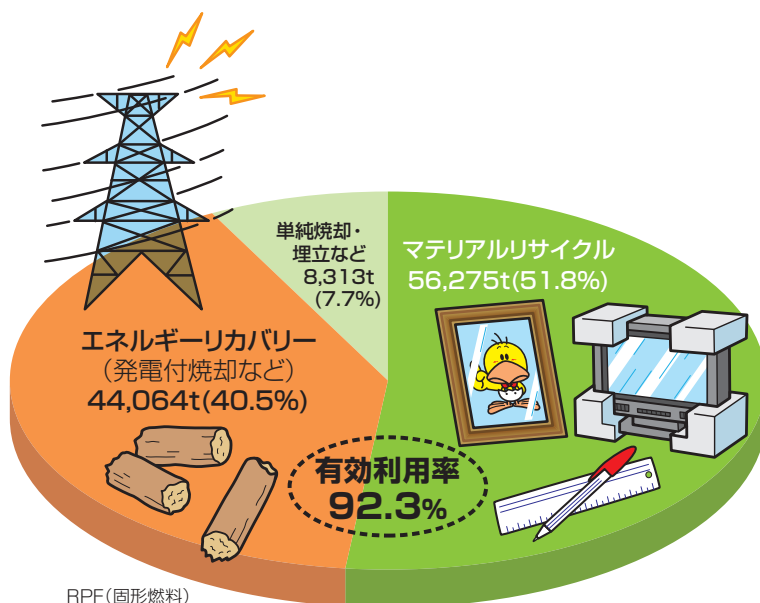 単純焼却・
埋立など
8,313t
(7.7%)
マテリアルリサイクル
56,275t(51.8%)
エネルギーリカバリー
（発電付焼却など）
44,064t(40.5%)
有効利用率
92.3%
RPF（固形燃料）